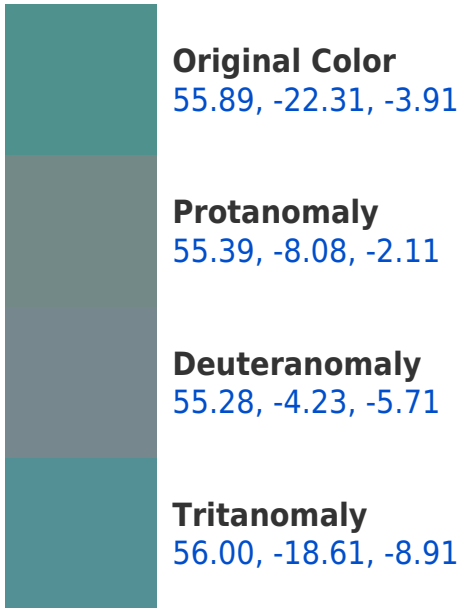 Original Color
55.89, -22.31, -3.91
Protanomaly
55.39, -8.08, -2.11
Deuteranomaly
55.28, -4.23, -5.71
Tritanomaly
56.00, -18.61, -8.91